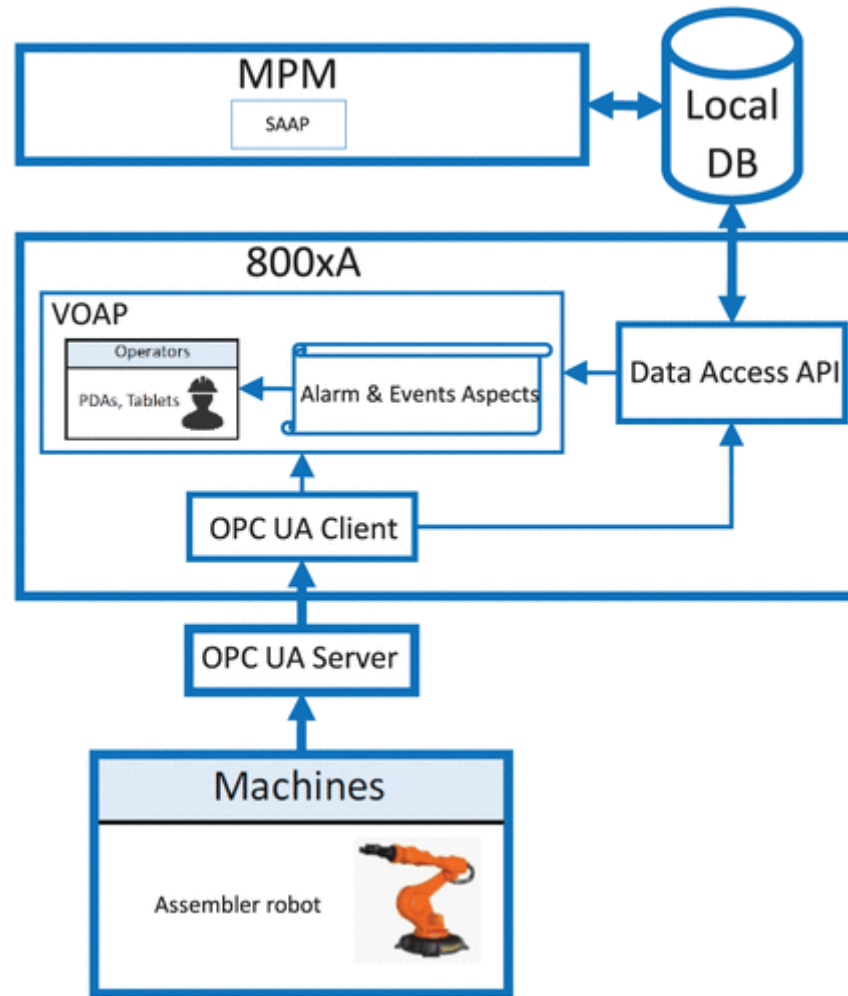 MPM
SAAP
Local
DB
800xA
VOAP
Operators
PDAs, Tablets
Alarm & Events Aspects
Data Access API
OPC UA Client
OPC UA Server
Machines
Assembler robot